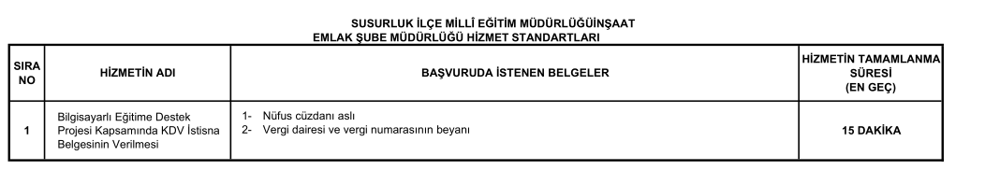 SUSURLUK İLÇE MİLLÎ EĞİTİM MÜDÜRLÜĞÜİNŞAAT
EMLAK ŞUBE MÜDÜRLÜĞÜ HİZMET STANDARTLARI
SIRA
NO
HİZMETİN ADI
BAŞVURUDA İSTENEN BELGELER
HİZMETİN TAMAMLANMA
SÜRESİ
(EN GEÇ)
1
Bilgisayarlı Eğitime Destek
Projesi Kapsamında KDV İstisna
Belgesinin Verilmesi
1- Nüfus cüzdanı aslı
2- Vergi dairesi ve vergi numarasının beyanı
15 DAKİKA